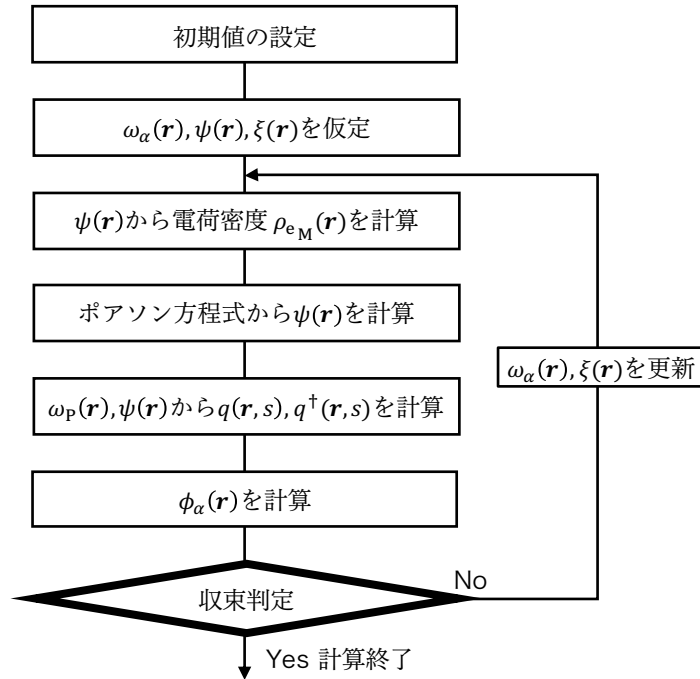 初期値の設定
ω_α(r), ψ(r), ξ(r)を仮定
ψ(r)から電荷密度 ρ_{e_M}(r)を計算
ポアソン方程式からψ(r)を計算
ω_P(r), ψ(r)からq(r, s), q†(r, s)を計算
ω_α(r), ξ(r)を更新
φ_α(r)を計算
収束判定
No
Yes 計算終了